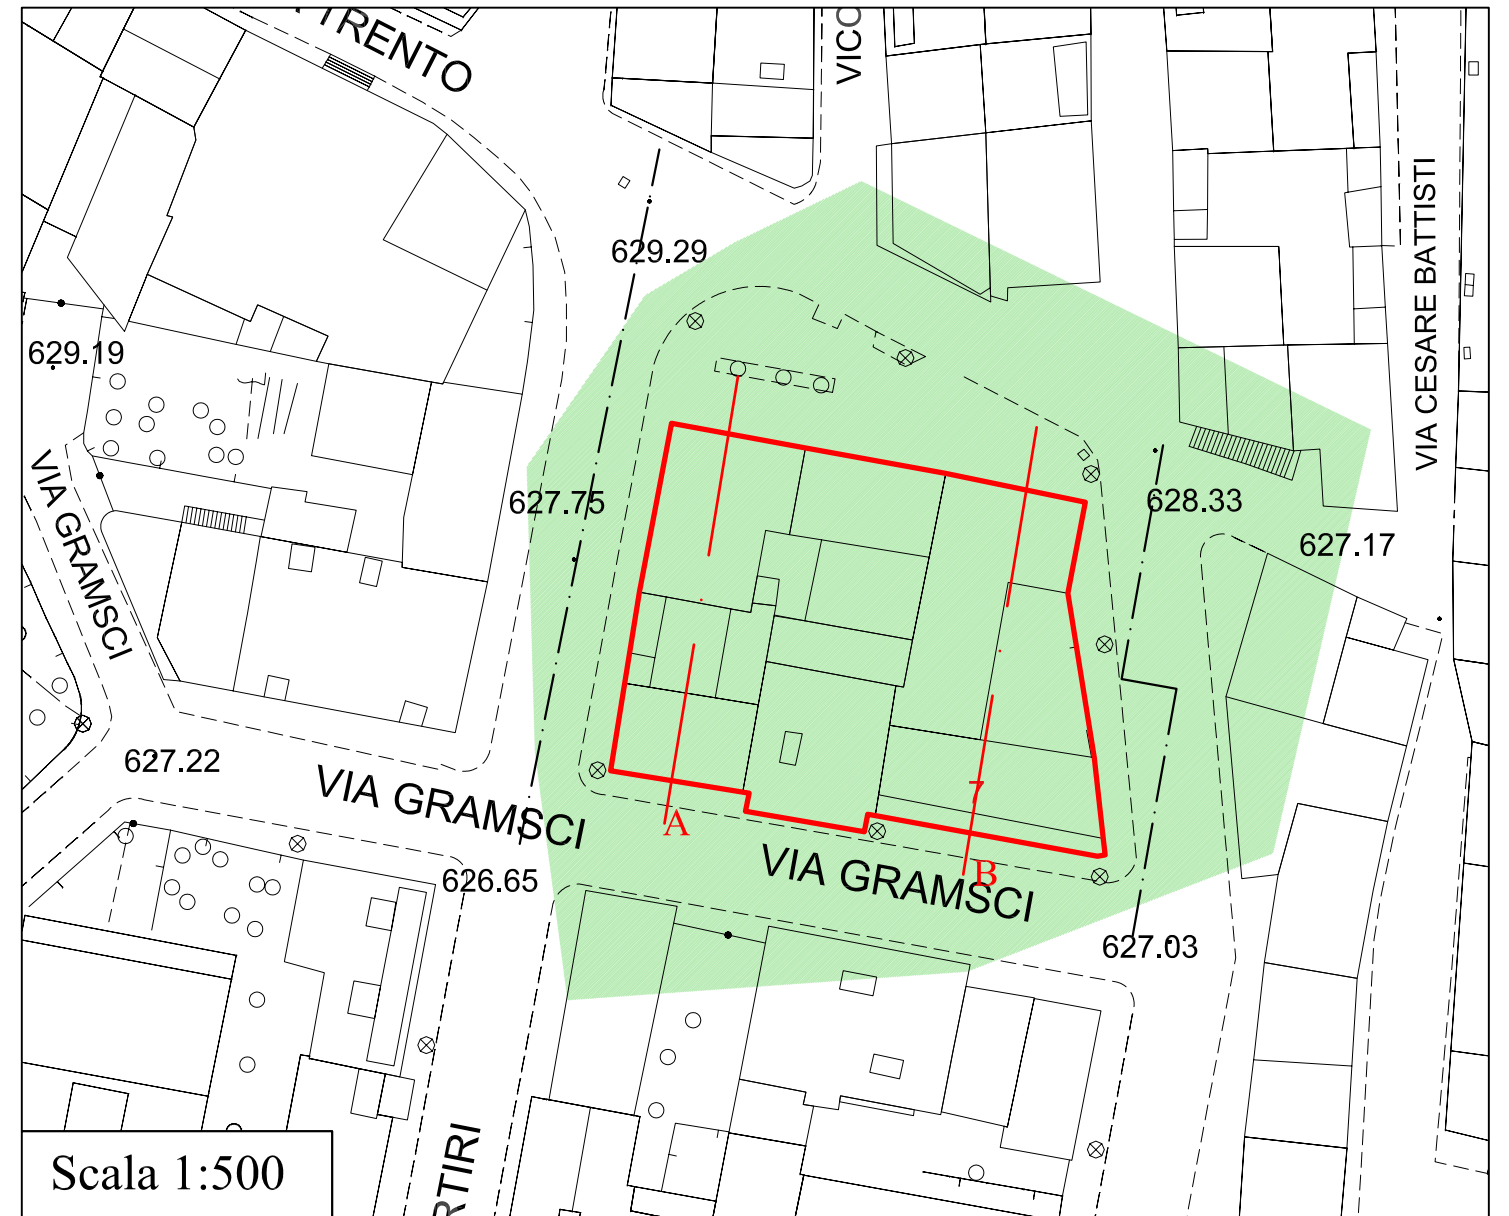 TRENTO
VICO
629.29
VIA CESARE BATTISTI
629.19
627.75
628.33
627.17
VIA GRAMSCI
627.22
VIA GRAMSCI
7
A
626.65
VIA GRAMSCI
B
627.03
RTIRI
Scala 1:500